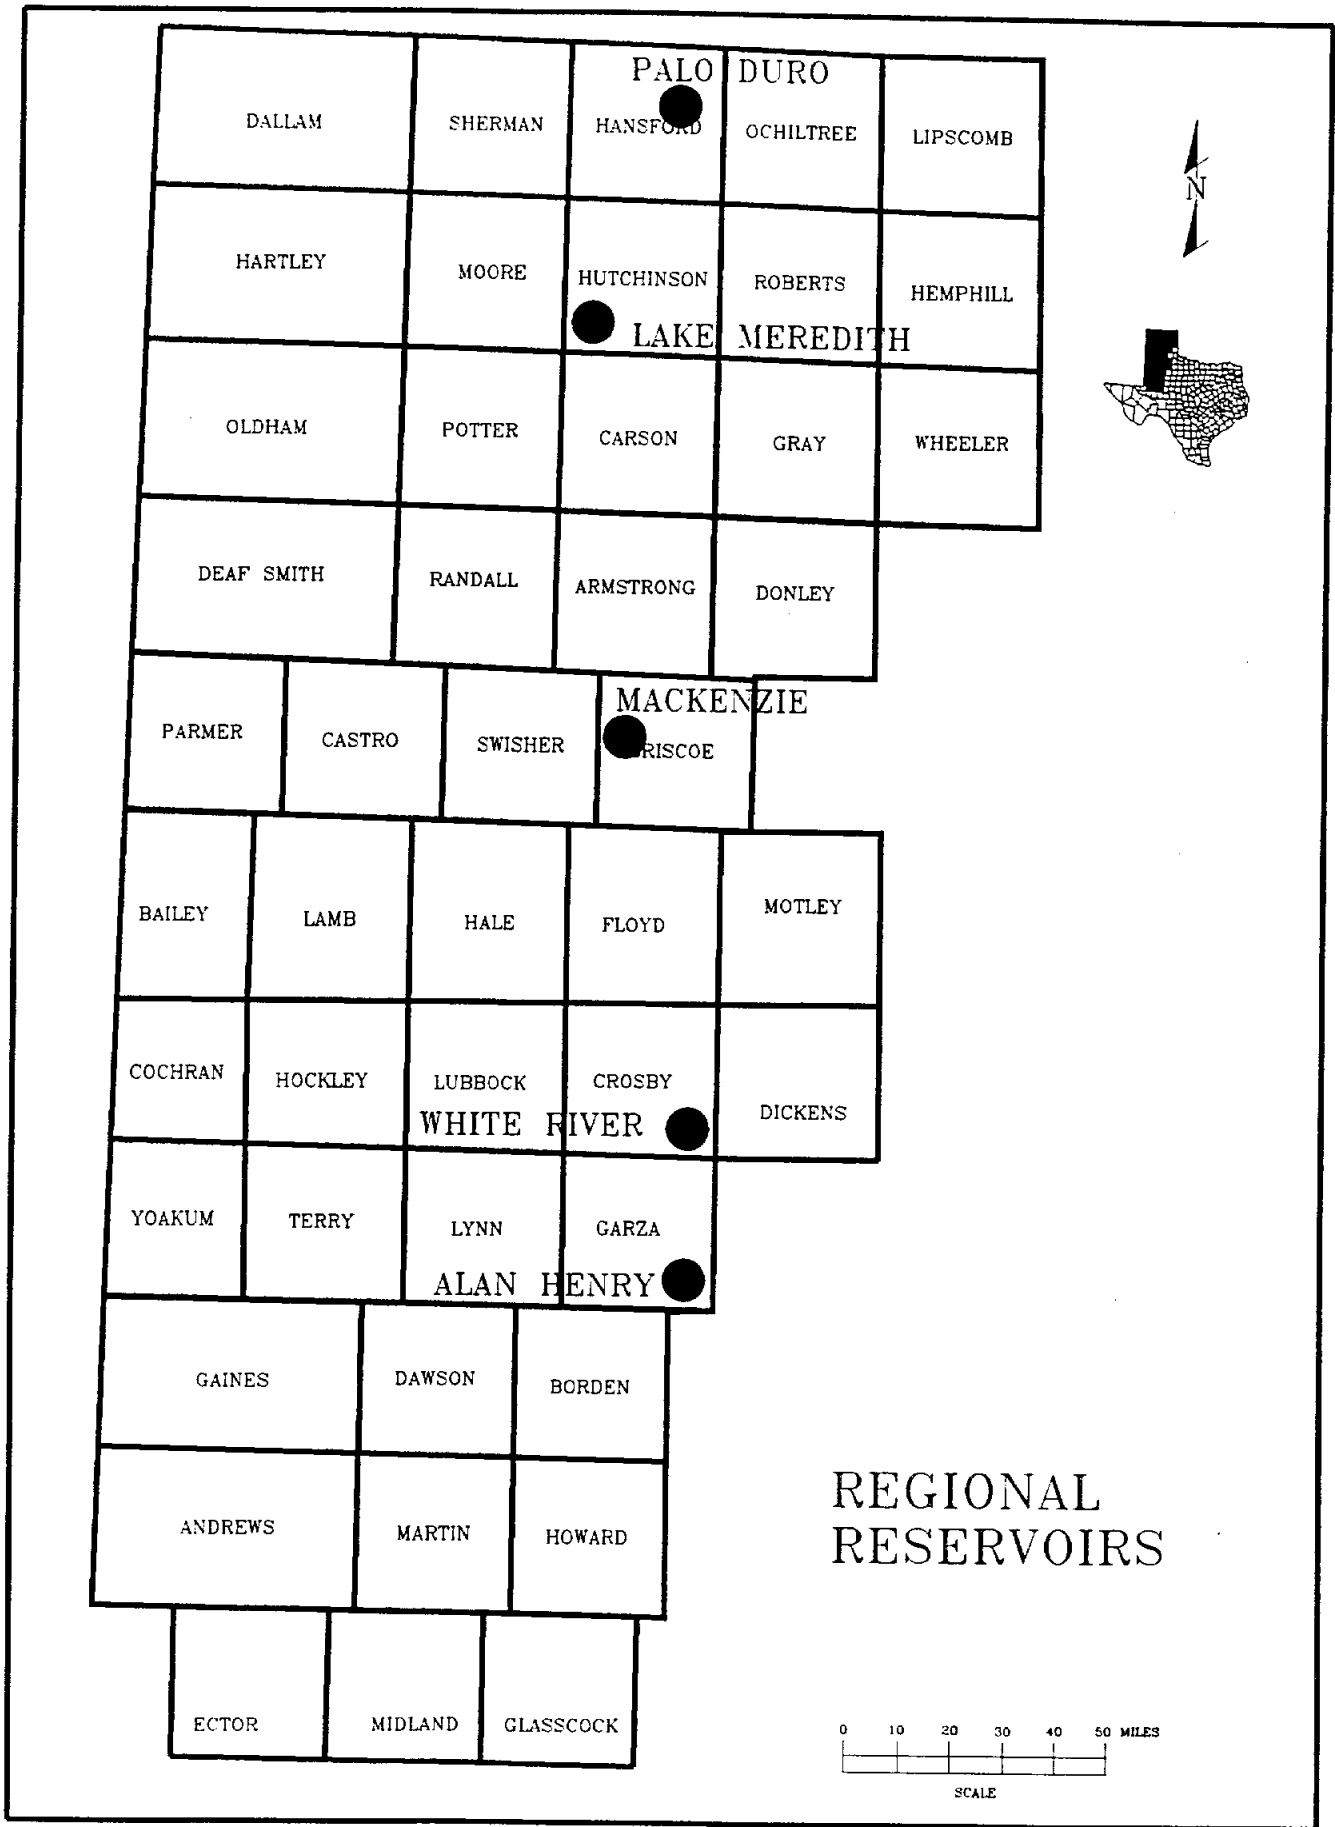 PALO DURO
DALLAM
SHERMAN
HANSFORD
OCHILTREE
LIPSCOMB
N
HARTLEY
MOORE
HUTCHINSON
ROBERTS
HEMPHILL
LAKE MEREDITH
OLDHAM
POTTER
CARSON
GRAY
WHEELER
DEAF SMITH
RANDALL
ARMSTRONG
DONLEY
MACKENZIE
PARMER
CASTRO
SWISHER
RISCOE
BAILEY
LAMB
HALE
FLOYD
MOTLEY
COCHRAN
HOCKLEY
LUBBOCK
CROSBY
DICKENS
WHITE RIVER
YOAKUM
TERRY
LYNN
GARZA
ALAN HENRY
GAINES
DAWSON
BORDEN
REGIONAL
RESERVOIRS
ANDREWS
MARTIN
HOWARD
ECTOR
MIDLAND
GLASSCOCK
0 10 20 30 40 50 MILES
SCALE